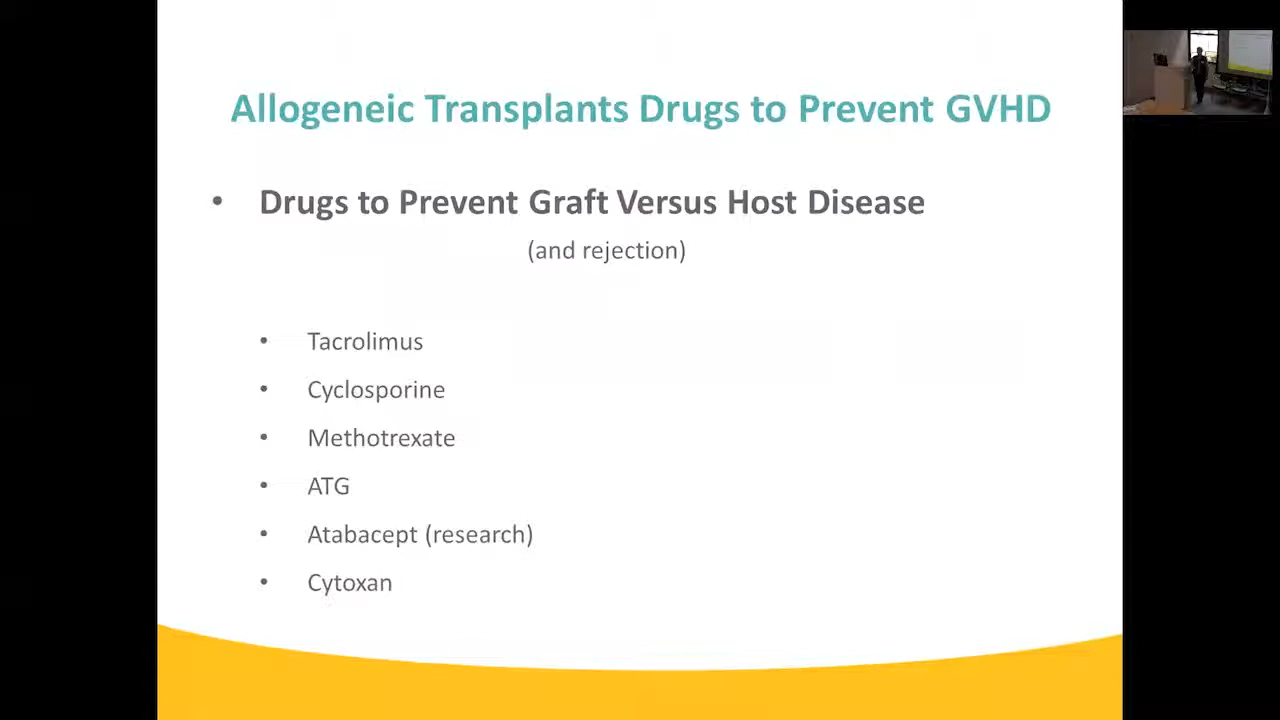 Allogeneic Transplants Drugs to Prevent GVHD
• Drugs to Prevent Graft Versus Host Disease
(and rejection)
• Tacrolimus
• Cyclosporine
• Methotrexate
• ATG
• Atabacept (research)
• Cytoxan